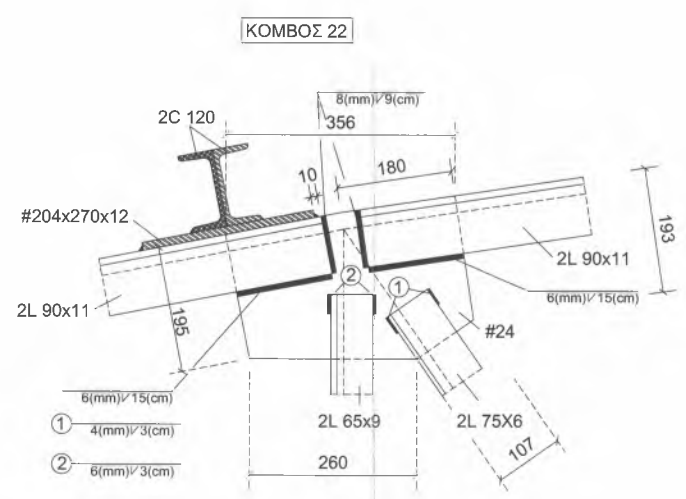 ΚΟΜΒΟΣ 22
8(mm)√9(cm)
2C 120
356
10
180
#204x270x12
193
2L 90x11
2L 90x11
6(mm)√15(cm)
195
#24
6(mm)√15(cm)
1 4(mm)√3(cm)
2 6(mm)√3(cm)
2
1
2L 65x9
2L 75X6
107
260